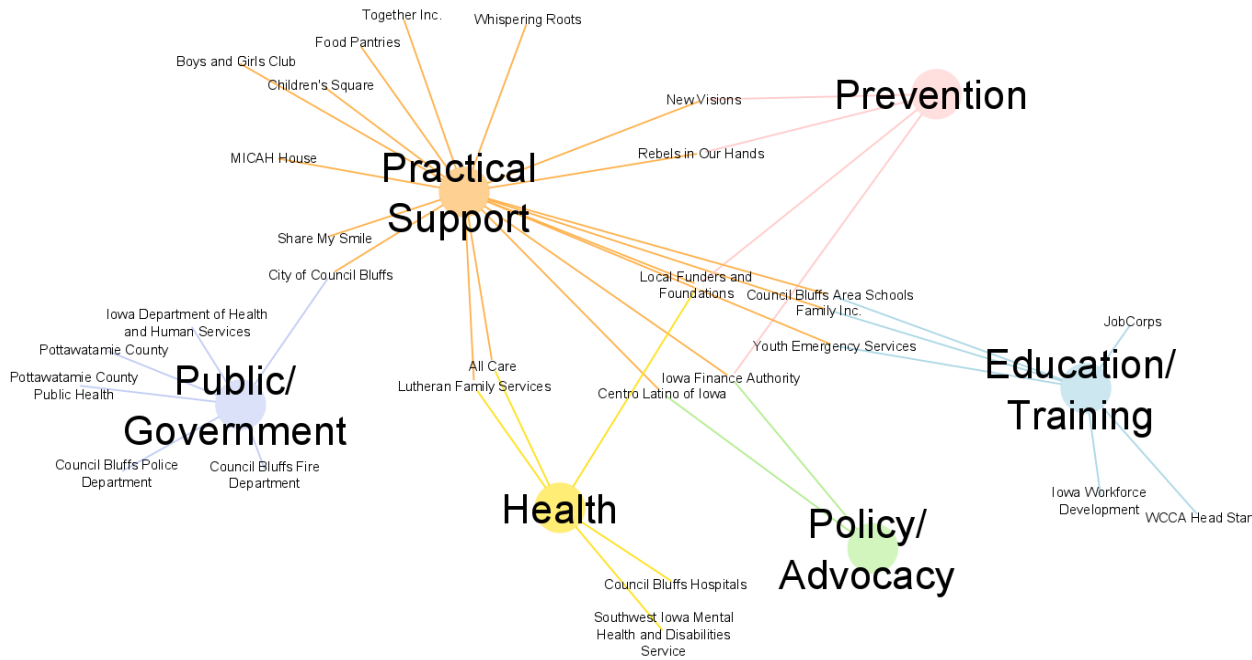 Together Inc.
Whispering Roots
Food Pantries
Boys and Girls Club
Children's Square
New Visions
Prevention
MICAH House
Rebels in Our Hands
Practical
Support
Share My Smile
City of Council Bluffs
Local Funders and
Foundations
Council Bluffs Area Schools
Family Inc.
Iowa Department of Health
and Human Services
JobCorps
Pottawatamie County
Youth Emergency Services
All Care
Pottawatamie County
Public Health
Lutheran Family Services
Iowa Finance Authority
Centro Latino of Iowa
Public/
Government
Education/
Training
Council Bluffs Police
Department
Council Bluffs Fire
Department
Iowa Workforce
Development
WCCA Head Star
Health
Policy/
Advocacy
Council Bluffs Hospitals
Southwest Iowa Mental
Health and Disabilities
Service